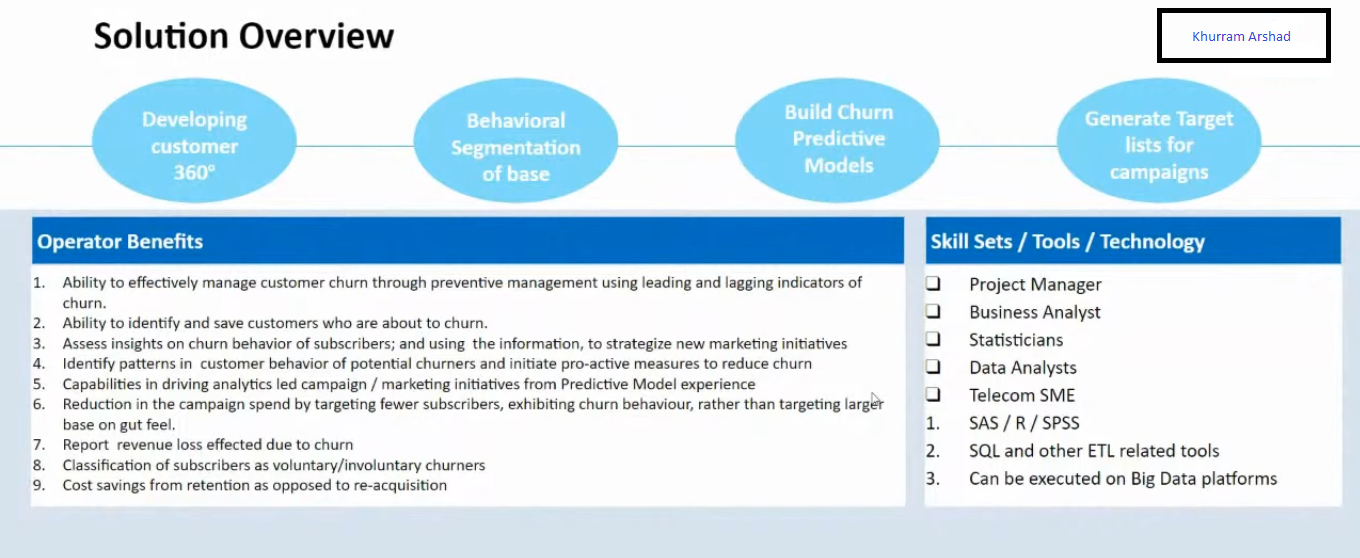 Solution Overview
Khurram Arshad
Developing
customer
360°
Behavioral
Segmentation
of base
Build Churn
Predictive
Models
Generate Target
lists for
campaigns
Operator Benefits
1. Ability to effectively manage customer churn through preventive management using leading and lagging indicators of
churn.
2. Ability to identify and save customers who are about to churn.
3. Assess insights on churn behavior of subscribers; and using the information, to strategize new marketing initiatives
4. Identify patterns in customer behavior of potential churners and initiate pro-active measures to reduce churn
5. Capabilities in driving analytics led campaign / marketing initiatives from Predictive Model experience
6. Reduction in the campaign spend by targeting fewer subscribers, exhibiting churn behaviour, rather than targeting larger
base on gut feel.
7. Report revenue loss effected due to churn
8. Classification of subscribers as voluntary/involuntary churners
9. Cost savings from retention as opposed to re-acquisition
Skill Sets / Tools / Technology
❑ Project Manager
❑ Business Analyst
❑ Statisticians
❑ Data Analysts
❑ Telecom SME
1. SAS / R / SPSS
2. SQL and other ETL related tools
3. Can be executed on Big Data platforms